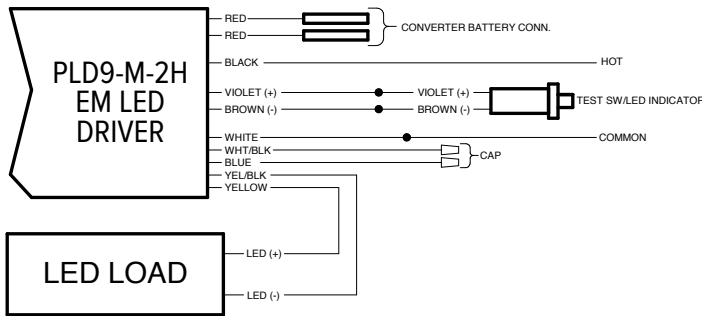 RED
RED
CONVERTER BATTERY CONN.
BLACK
HOT
PLD9-M-2H
EM LED
DRIVER
VIOLET (+)
VIOLET (+)
BROWN (-)
BROWN (-)
TEST SW/LED INDICATOR
WHITE
COMMON
WHT/BLK
BLUE
CAP
YEL/BLK
YELLOW
LED (+)
LED LOAD
LED (-)